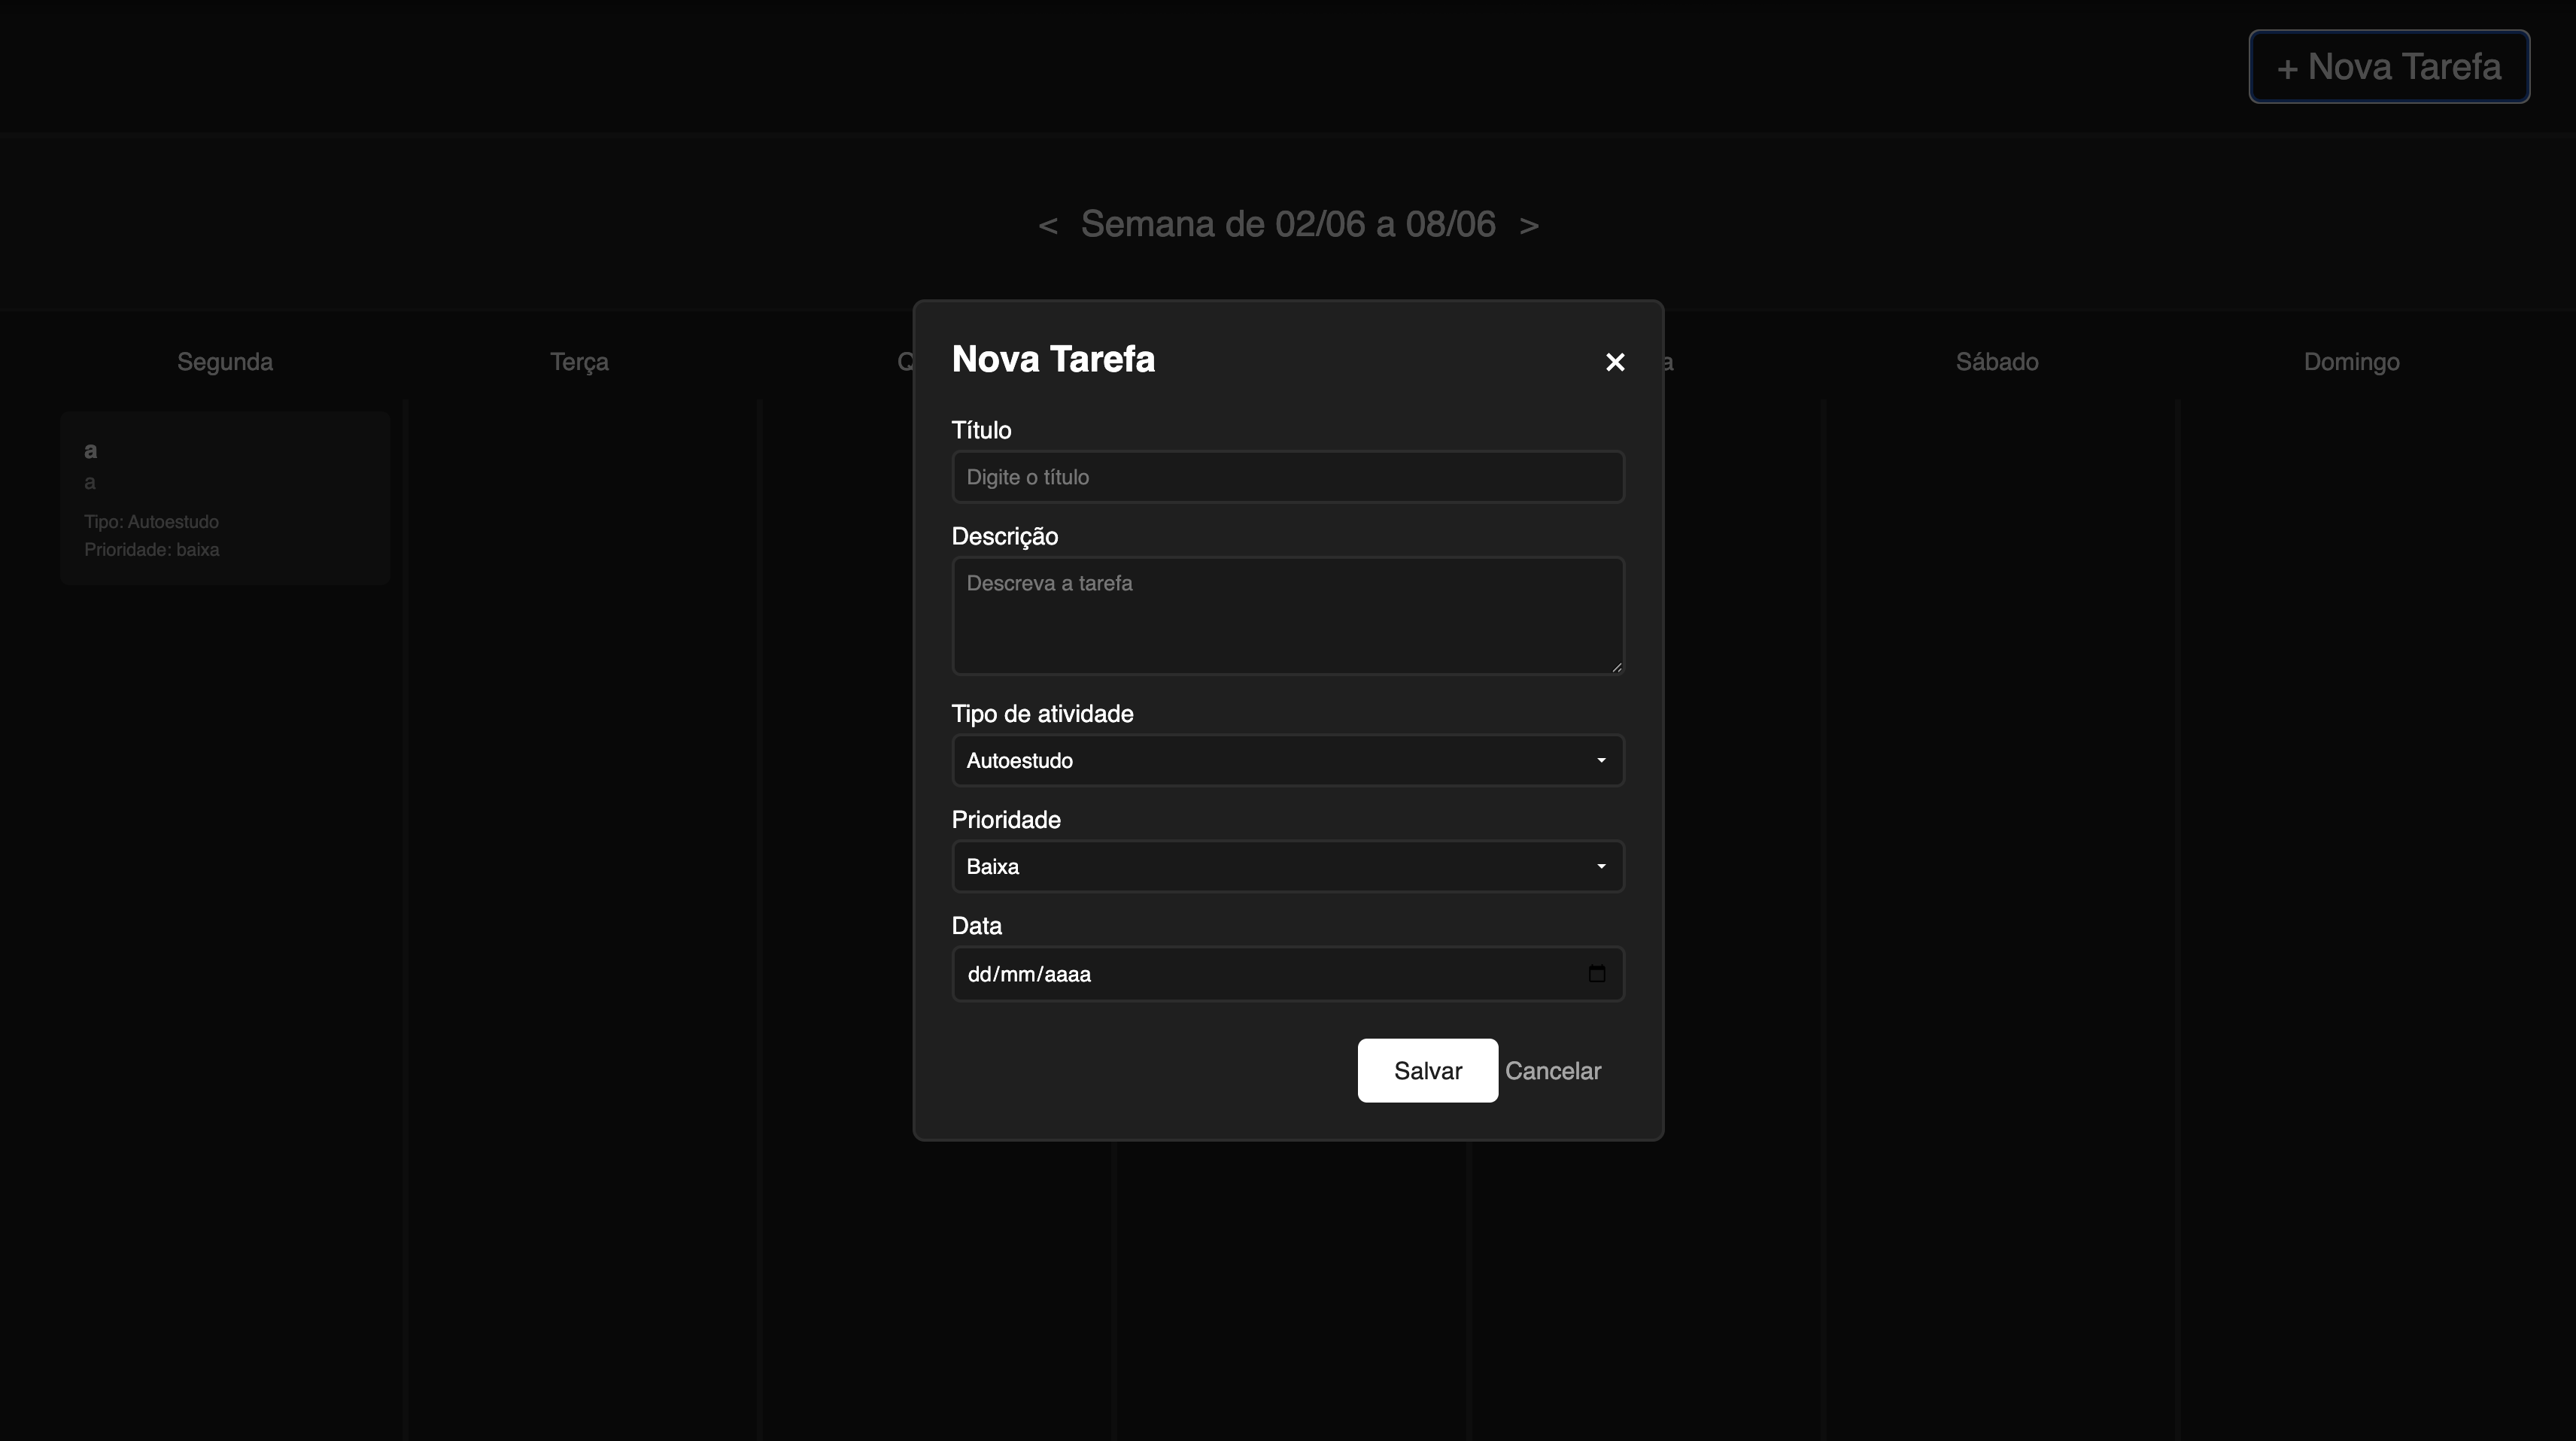 + Nova Tarefa
< Semana de 02/06 a 08/06 >
Segunda
Terça
Q
a
Sábado
Domingo
a
a
Tipo: Autoestudo
Prioridade: baixa
Nova Tarefa
×
Título
Digite o título
Descrição
Descreva a tarefa
Tipo de atividade
Autoestudo
Prioridade
Baixa
Data
dd/mm/aaaa
Salvar
Cancelar